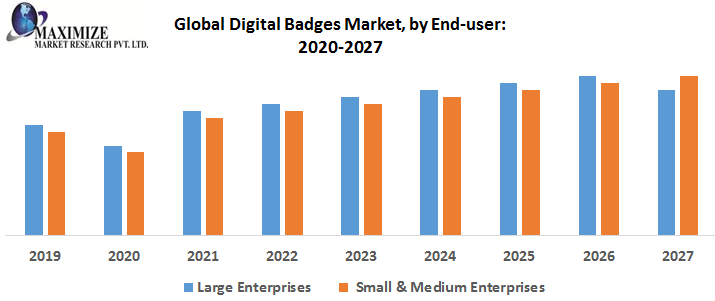 MAXIMIZE
MARKET RESEARCH PVT. LTD.
Global Digital Badges Market, by End-user:
2020-2027
2019 2020 2021 2022 2023 2024 2025 2026 2027
Large Enterprises Small & Medium Enterprises